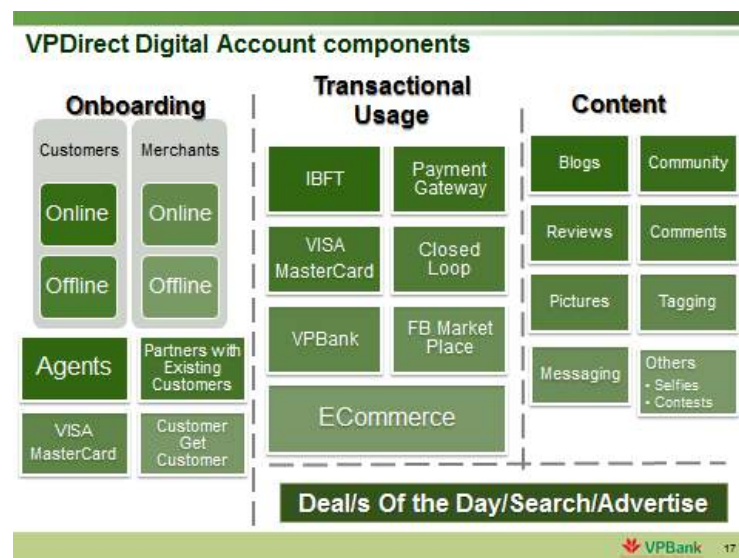 VPDirect Digital Account components
Onboarding
Customers
Merchants
Online
Online
Offline
Offline
Agents
Partners with
Existing
Customers
VISA
MasterCard
Customer
Get
Customer
Transactional
Usage
IBFT
Payment
Gateway
VISA
MasterCard
Closed
Loop
VPBank
FB Market
Place
ECommerce
Content
Blogs
Community
Reviews
Comments
Pictures
Tagging
Messaging
Others
• Selfies
• Contests
Deal/s Of the Day/Search/Advertise
VPBank
17